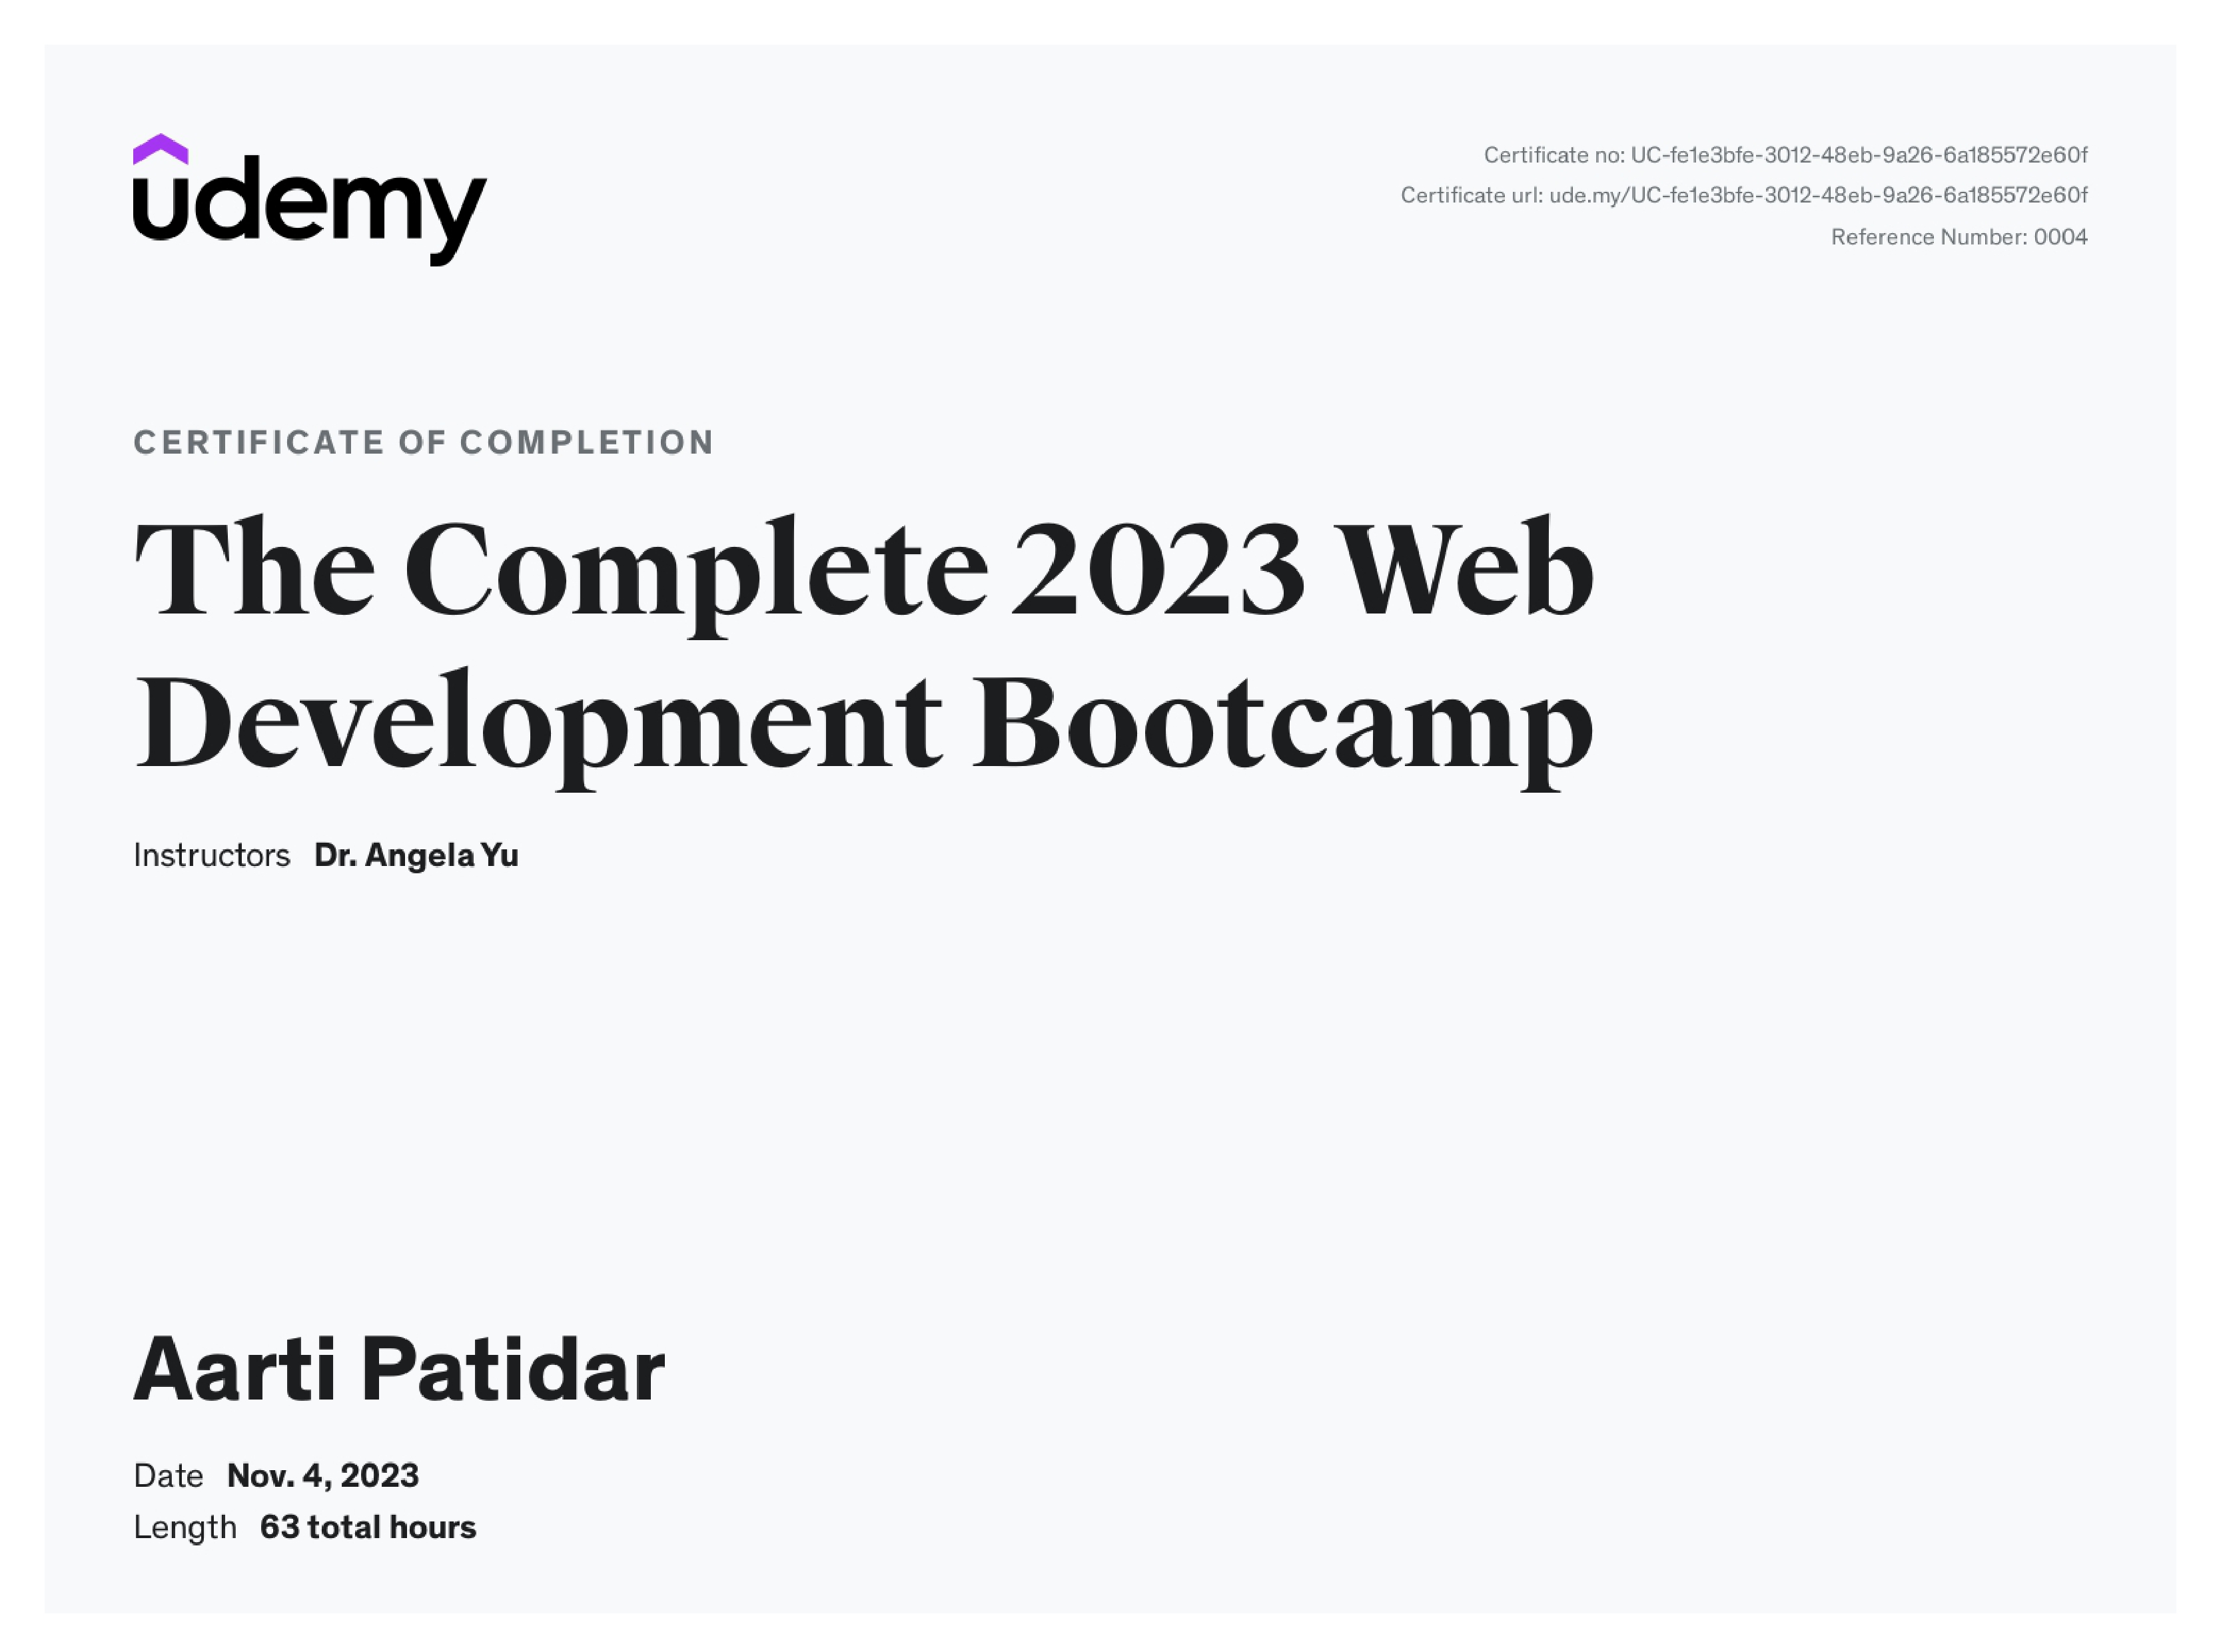 udemy
Certificate no: UC-fe1e3bfe-3012-48eb-9a26-6a185572e60f
Certificate url: ude.my/UC-fe1e3bfe-3012-48eb-9a26-6a185572e60f
Reference Number: 0004
CERTIFICATE OF COMPLETION
The Complete 2023 Web
Development Bootcamp
Instructors Dr. Angela Yu
Aarti Patidar
Date Nov. 4, 2023
Length 63 total hours